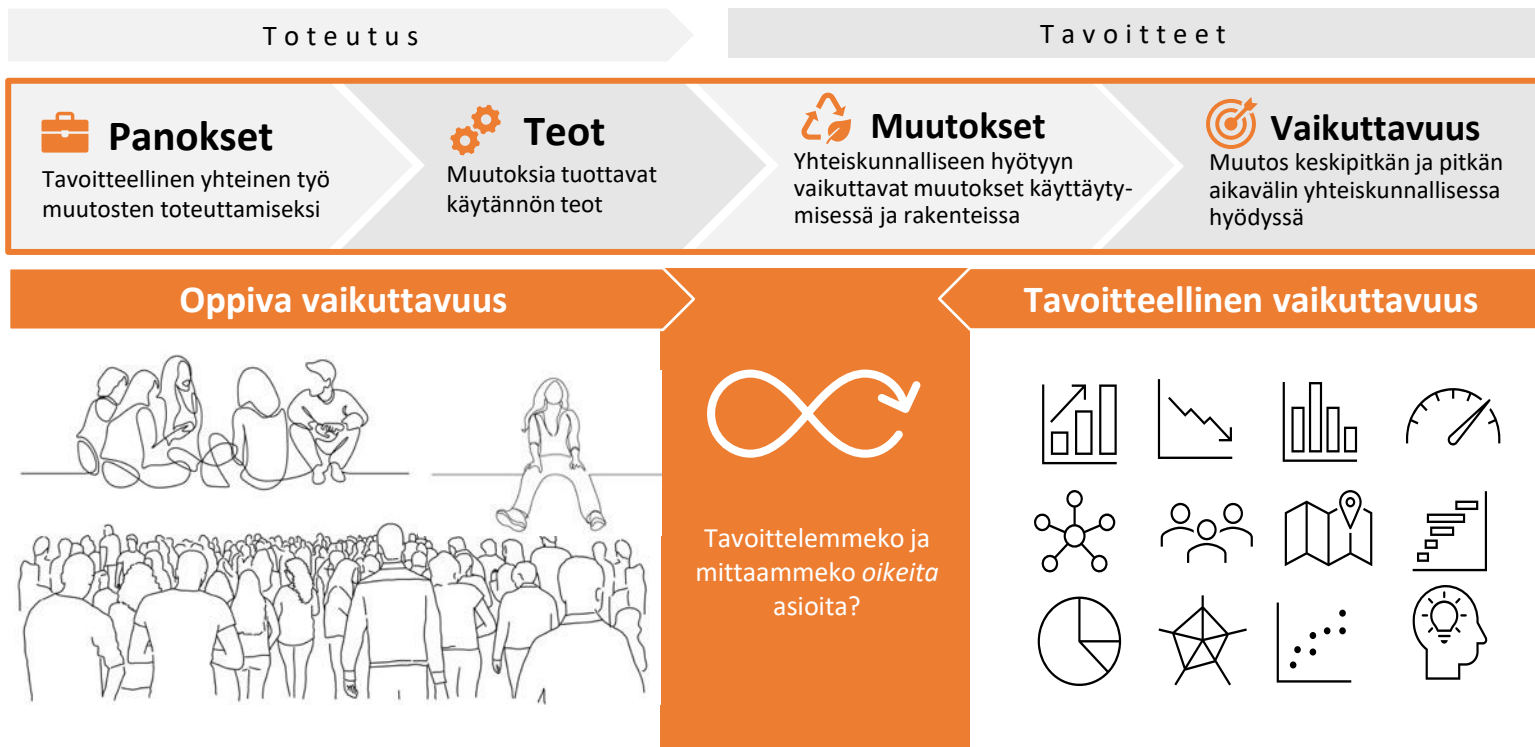 Toteutus
Tavoitteet
Panokset
Tavoitteellinen yhteinen työ
muutosten toteuttamiseksi
Teot
Muutoksia tuottavat
käytännön teot
Muutokset
Yhteiskunnalliseen hyötyyn
vaikuttavat muutokset käyttäyty-
misessä ja rakenteissa
Vaikuttavuus
Muutos keskipitkän ja pitkän
aikavälin yhteiskunnallisessa
hyödyssä
Oppiva vaikuttavuus
Tavoitteellinen vaikuttavuus
Tavoittelemmeko ja
mittaammeko oikeita
asioita?